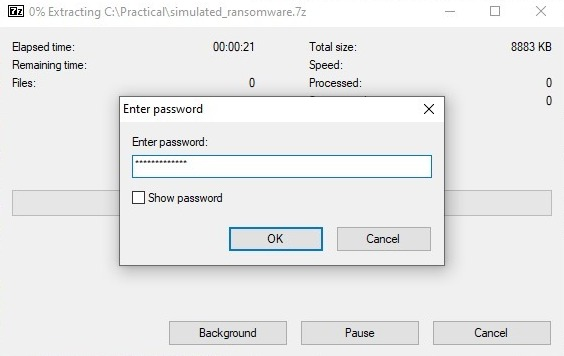 7z 0% Extracting C:\Practical\simulated_ransomware.7z
Elapsed time: 00:00:21 Total size: 8883 KB
Remaining time: Speed:
Files: 0 Processed: 0
0
Enter password
Enter password:
*************
Show password
OK Cancel
Background Pause Cancel